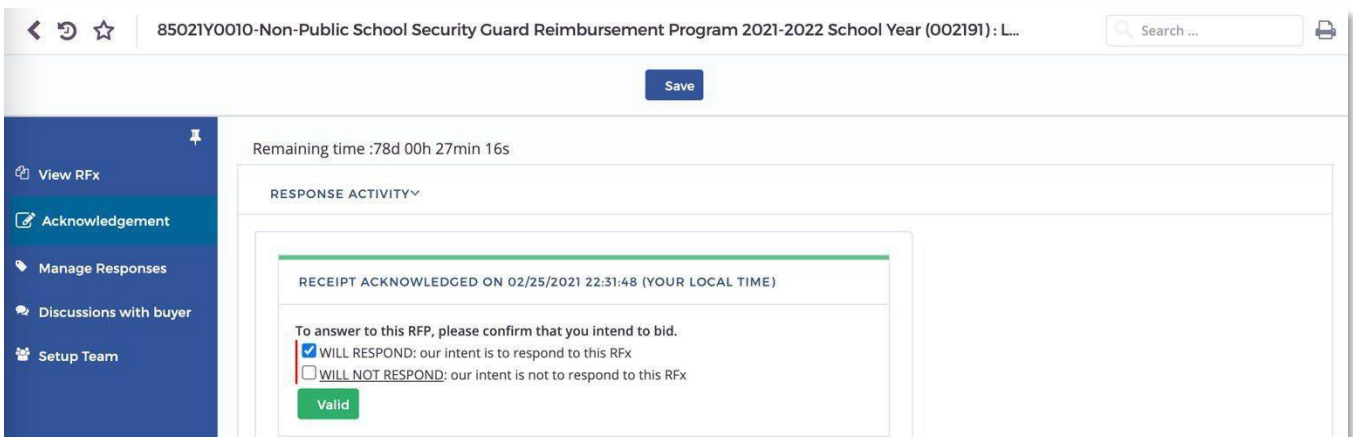 85021Y0010-Non-Public School Security Guard Reimbursement Program 2021-2022 School Year (002191) : L...
Search ...
Save
Remaining time :78d 00h 27min 16s
View RFx
RESPONSE ACTIVITY
Acknowledgement
Manage Responses
RECEIPT ACKNOWLEDGED ON 02/25/2021 22:31:48 (YOUR LOCAL TIME)
Discussions with buyer
To answer to this RFP, please confirm that you intend to bid.
WILL RESPOND: our intent is to respond to this RFx
Setup Team
WILL NOT RESPOND: our intent is not to respond to this RFx
Valid